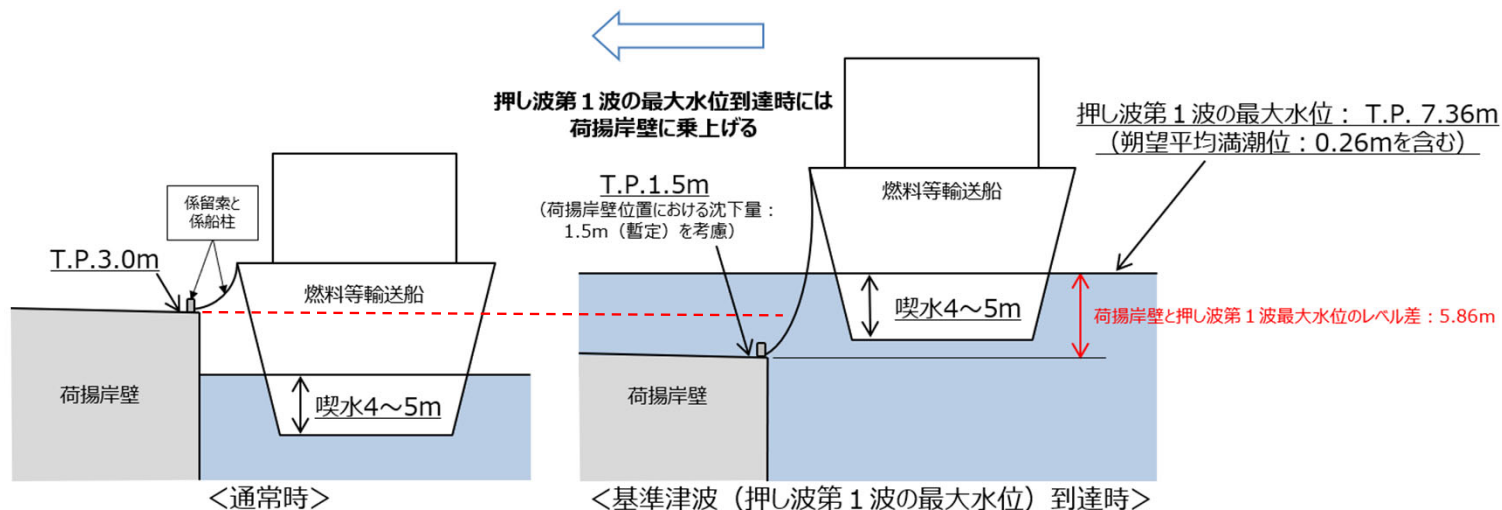 押し波第１波の最大水位到達時には
荷揚岸壁に乗上げる
係留索と
係船柱
T.P.3.0m
燃料等輸送船
荷揚岸壁
喫水4～5m
＜通常時＞
T.P.1.5m
（荷揚岸壁位置における沈下量：
1.5m（暫定）を考慮）
燃料等輸送船
押し波第１波の最大水位： T.P. 7.36m
（朔望平均満潮位：0.26mを含む）
喫水4～5m
荷揚岸壁と押し波第１波最大水位のレベル差：5.86m
荷揚岸壁
＜基準津波（押し波第１波の最大水位）到達時＞